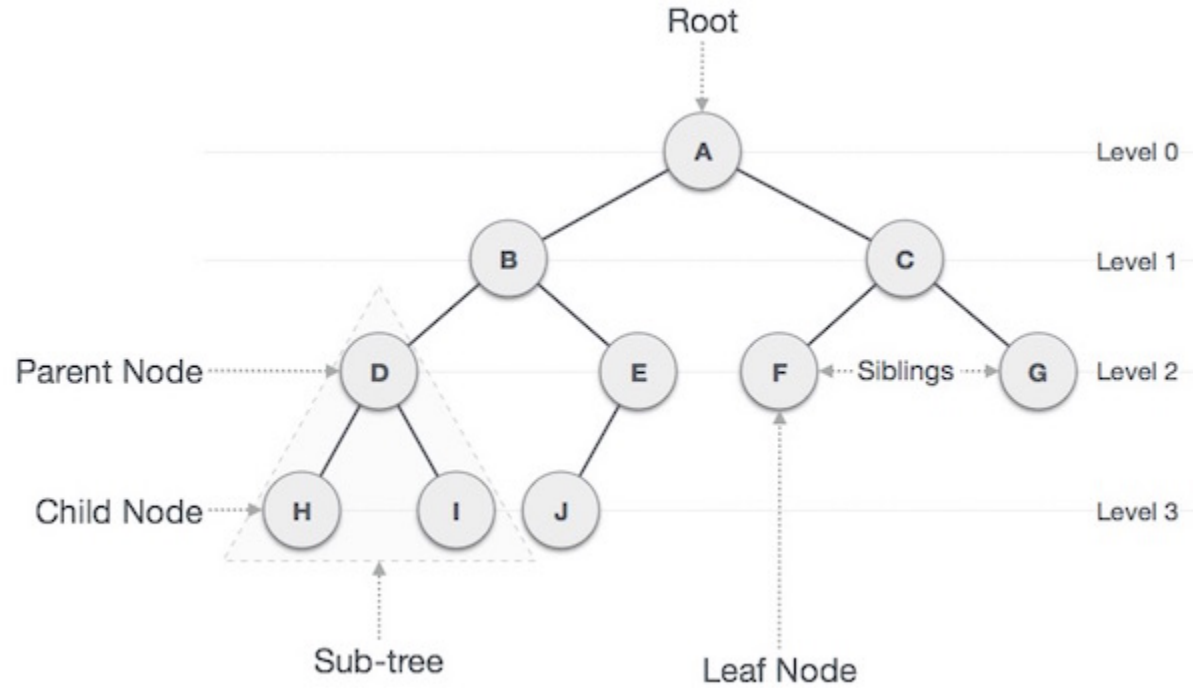 Root
A
Level 0
B
C
Level 1
Parent Node
D
E
F
Siblings
G
Level 2
Child Node
H
I
J
Level 3
Sub-tree
Leaf Node